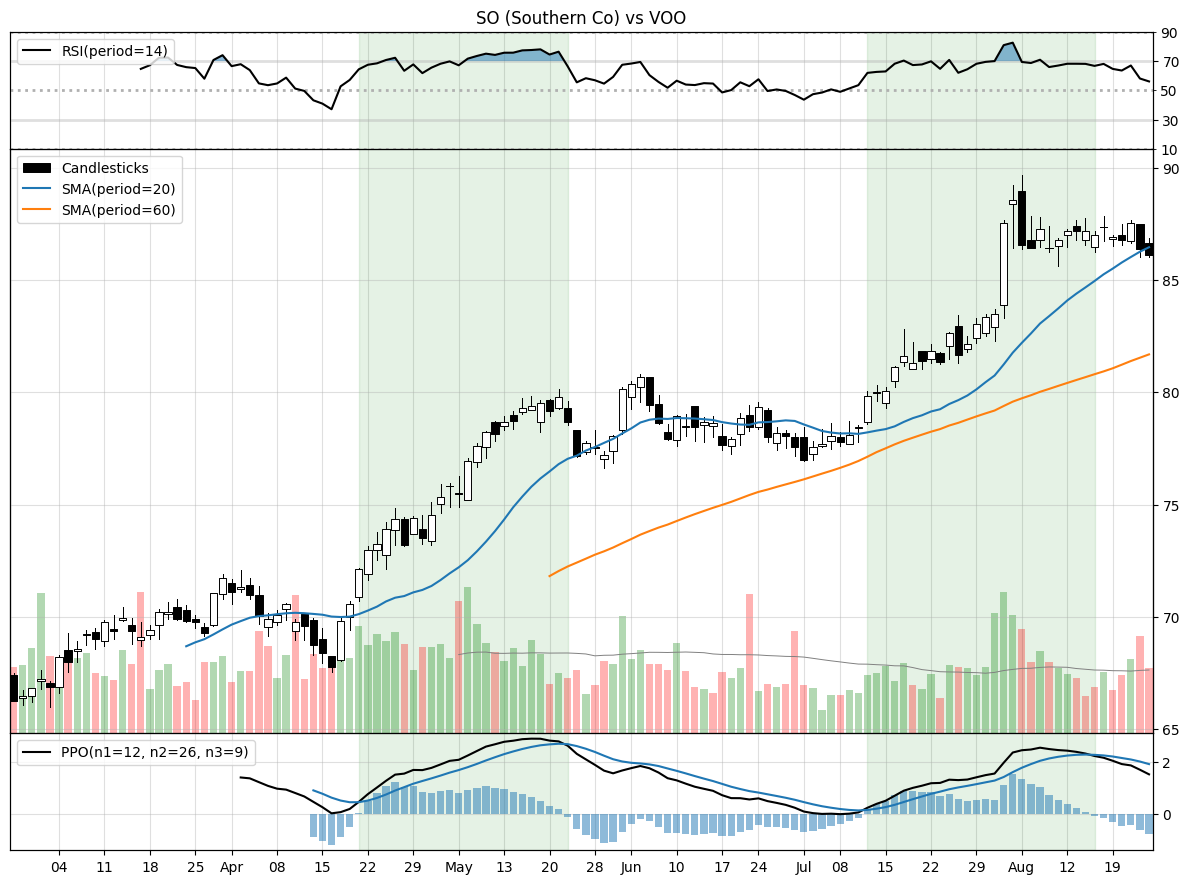 SO (Southern Co) vs VOO
RSI(period=14)
90
70
50
30
10
Candlesticks
SMA(period=20)
SMA(period=60)
90
85
80
75
70
65
PPO(n1=12, n2=26, n3=9)
2
0
04 11 18 25 Apr 08 15 22 29 May 13 20 28 Jun 10 17 24 Jul 08 15 22 29 Aug 12 19